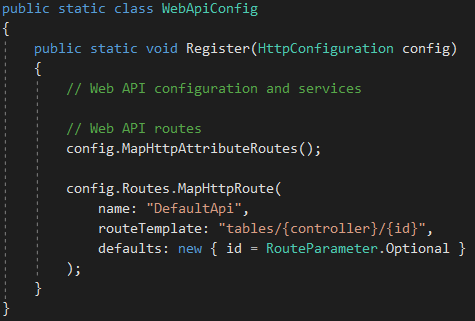 public static class WebApiConfig
{
public static void Register(HttpConfiguration config)
{
// Web API configuration and services
// Web API routes
config.MapHttpAttributeRoutes();
config.Routes.MapHttpRoute(
name: "DefaultApi",
routeTemplate: "tables/{controller}/{id}",
defaults: new { id = RouteParameter.Optional }
);
}
}